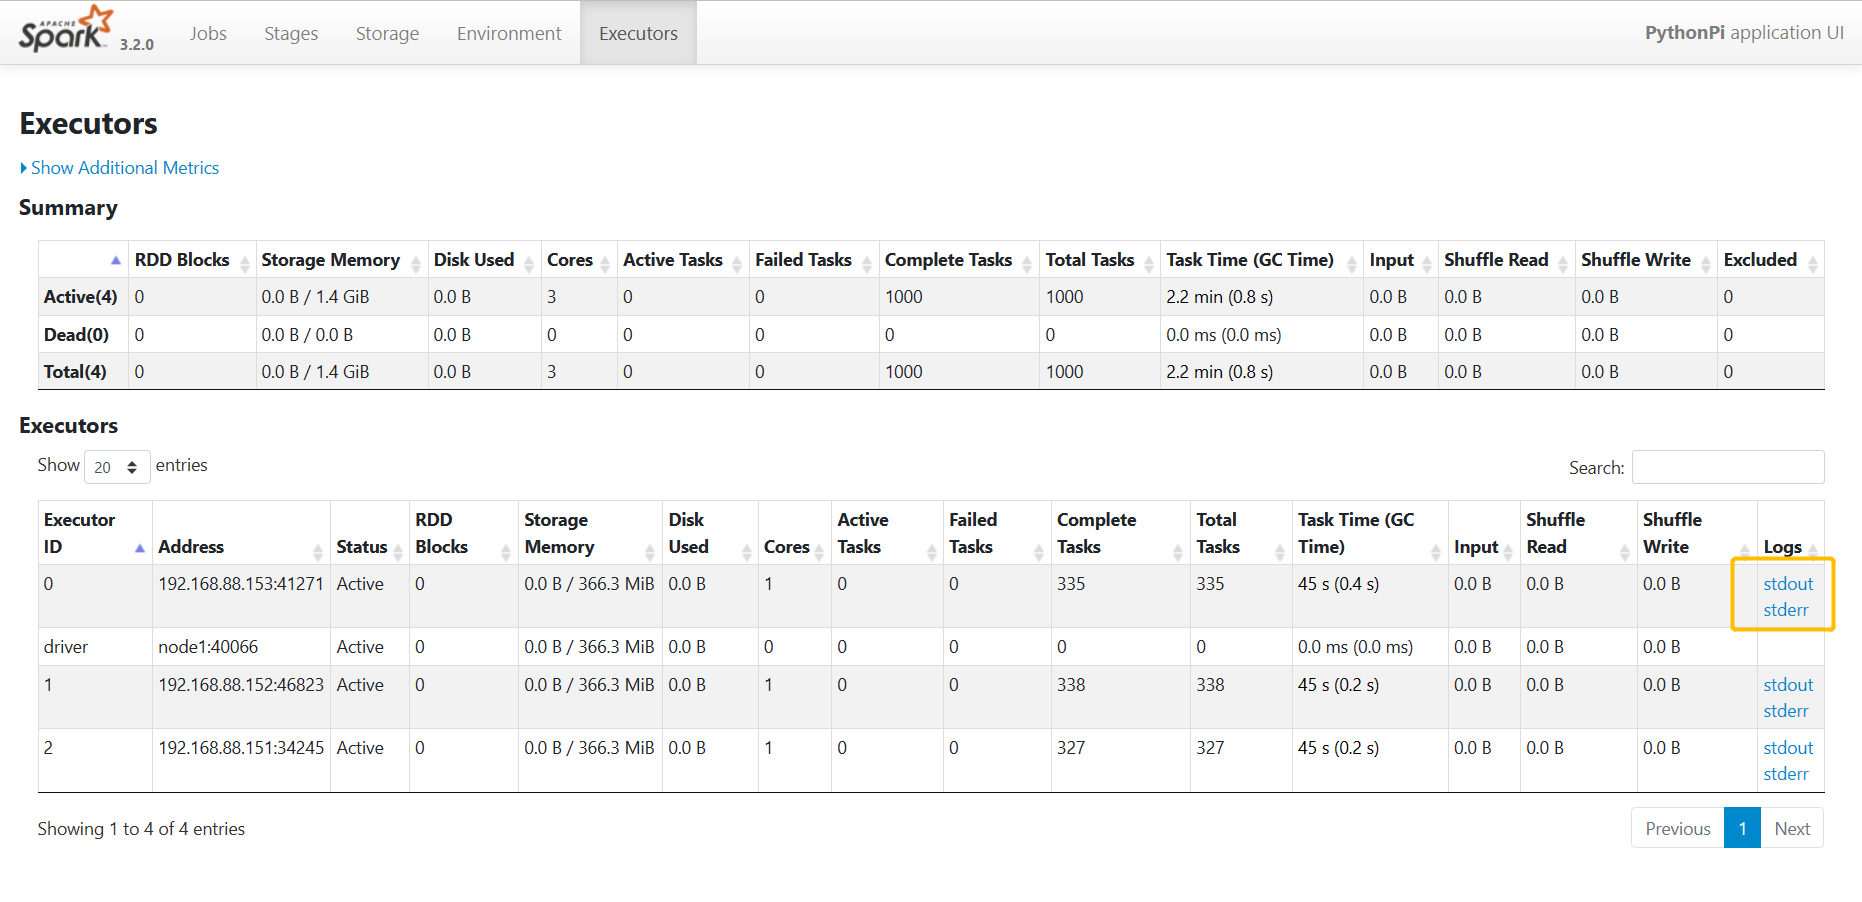 APACHE
Spark 3.2.0 Jobs Stages Storage Environment Executors PythonPi application UI
Executors
Show Additional Metrics
Summary
RDD Blocks Storage Memory Disk Used Cores Active Tasks Failed Tasks Complete Tasks Total Tasks Task Time (GC Time) Input Shuffle Read Shuffle Write Excluded
Active(4) 0 0.0 B / 1.4 GiB 0.0 B 3 0 0 1000 1000 2.2 min (0.8 s) 0.0 B 0.0 B 0.0 B 0
Dead(0) 0 0.0 B / 0.0 B 0.0 B 0 0 0 0 0 0.0 ms (0.0 ms) 0.0 B 0.0 B 0.0 B 0
Total(4) 0 0.0 B / 1.4 GiB 0.0 B 3 0 0 1000 1000 2.2 min (0.8 s) 0.0 B 0.0 B 0.0 B 0
Executors
Show 20 entries Search:
Executor RDD Storage Disk Active Failed Complete Total Task Time (GC Shuffle Shuffle
ID Address Status Blocks Memory Used Cores Tasks Tasks Tasks Tasks Time) Input Read Write Logs
0 192.168.88.153:41271 Active 0 0.0 B / 366.3 MiB 0.0 B 1 0 0 335 335 45 s (0.4 s) 0.0 B 0.0 B 0.0 B stdout
stderr
driver node1:40066 Active 0 0.0 B / 366.3 MiB 0.0 B 0 0 0 0 0 0.0 ms (0.0 ms) 0.0 B 0.0 B 0.0 B
1 192.168.88.152:46823 Active 0 0.0 B / 366.3 MiB 0.0 B 1 0 0 338 338 45 s (0.2 s) 0.0 B 0.0 B 0.0 B stdout
stderr
2 192.168.88.151:34245 Active 0 0.0 B / 366.3 MiB 0.0 B 1 0 0 327 327 45 s (0.2 s) 0.0 B 0.0 B 0.0 B stdout
stderr
Showing 1 to 4 of 4 entries Previous 1 Next